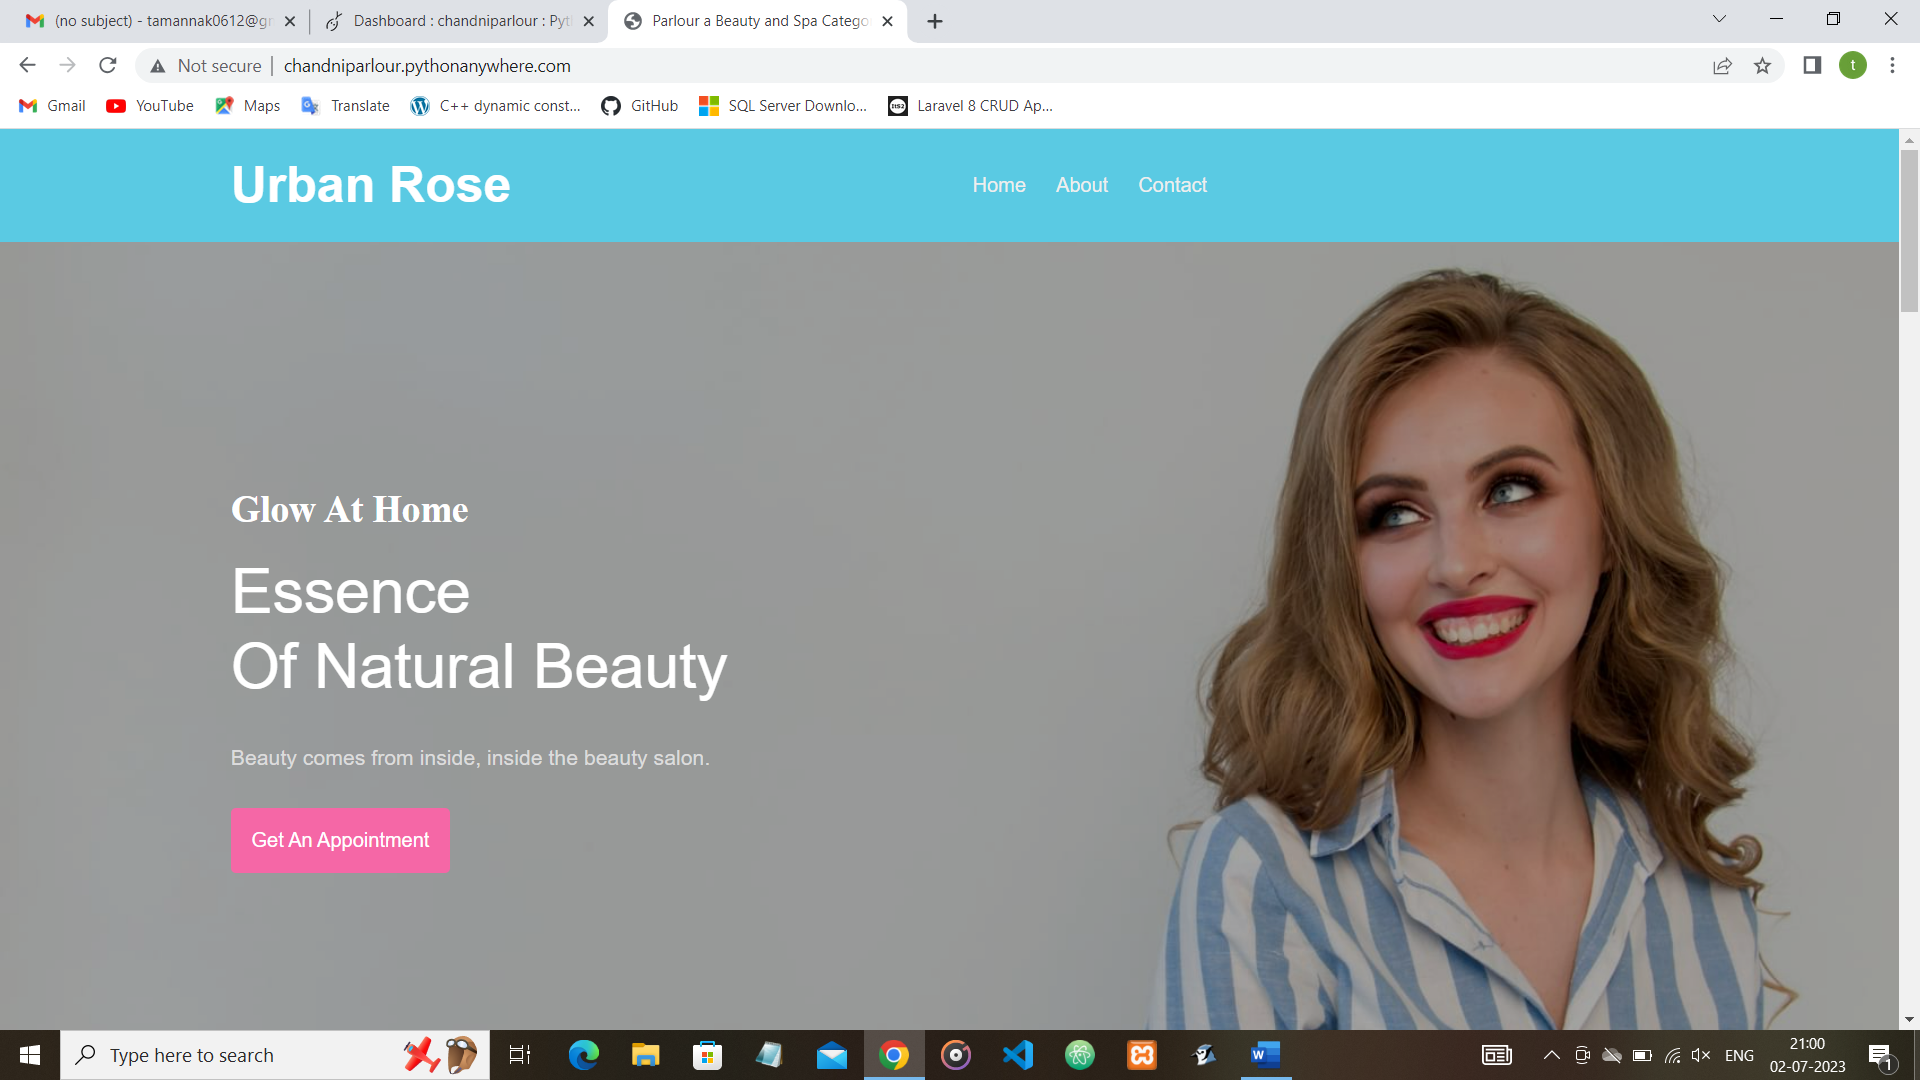 (no subject) - tamannak0612@gr
Dashboard : chandniparlour : Pyt
Parlour a Beauty and Spa Catego
Not secure
chandniparlour.pythonanywhere.com
t
Gmail
YouTube
Maps
Translate
C++ dynamic const...
GitHub
SQL Server Downlo...
Laravel 8 CRUD Ap...
Urban Rose
Home
About
Contact
Glow At Home
Essence
Of Natural Beauty
Beauty comes from inside, inside the beauty salon.
Get An Appointment
Type here to search
ENG
21:00
02-07-2023
1